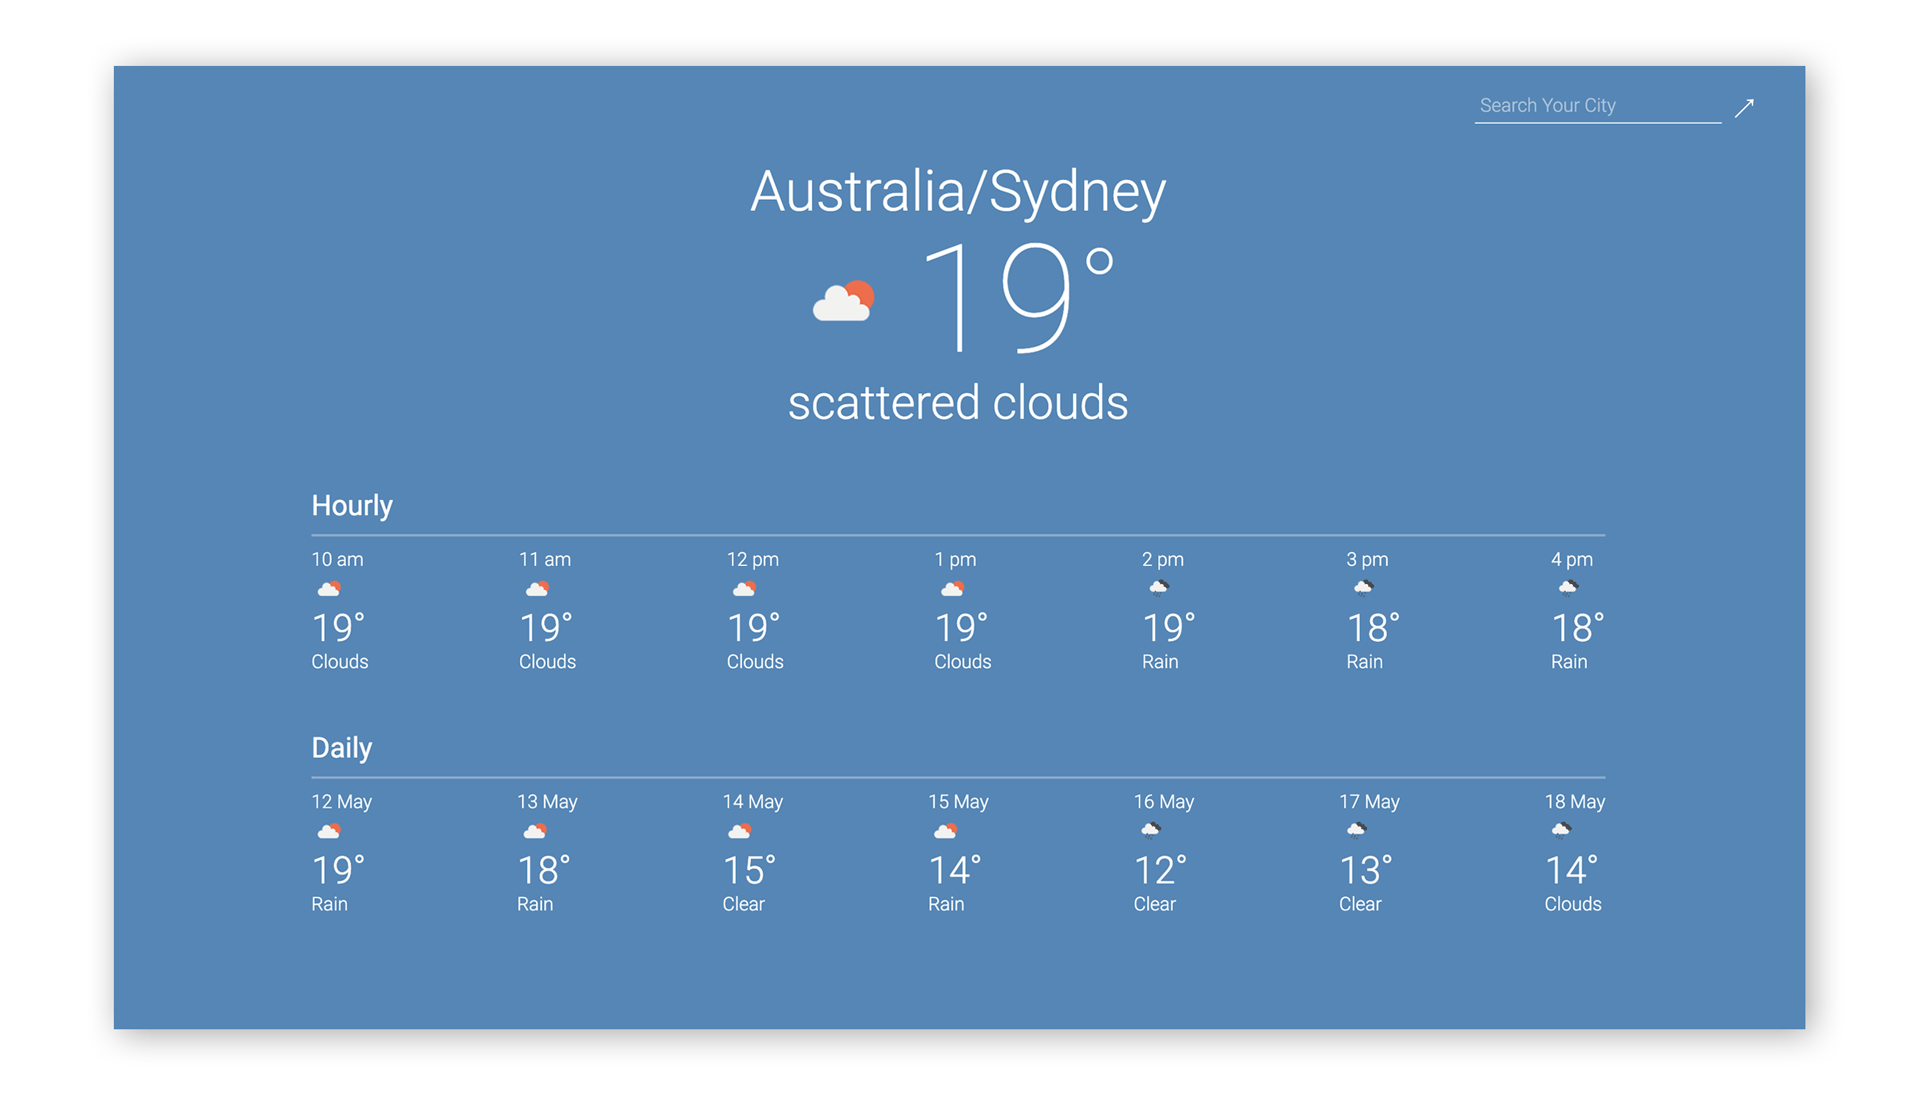 Search Your City
Australia/Sydney
19°
scattered clouds
Hourly
10 am 11 am 12 pm 1 pm 2 pm 3 pm 4 pm
19° 19° 19° 19° 19° 18° 18°
Clouds Clouds Clouds Clouds Rain Rain Rain
Daily
12 May 13 May 14 May 15 May 16 May 17 May 18 May
19° 18° 15° 14° 12° 13° 14°
Rain Rain Clear Rain Clear Clear Clouds